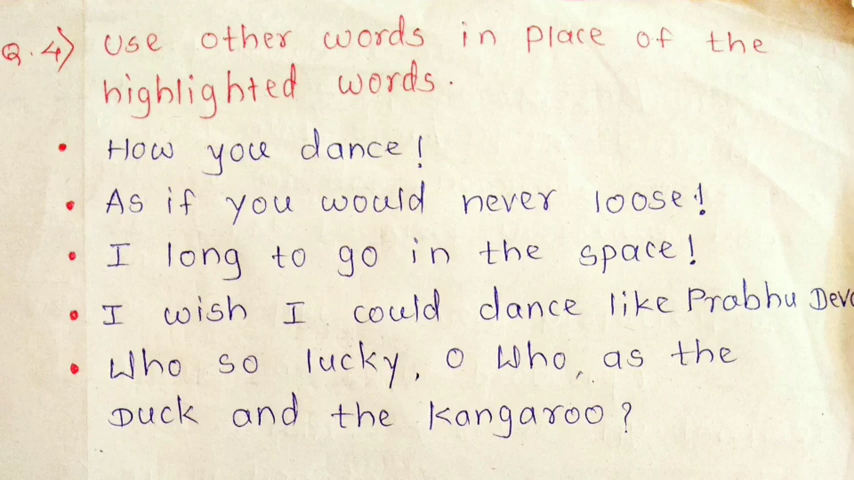 Q.4) Use other words in place of the
highlighted words.
• How you dance!
• As if you would never loose!
• I long to go in the space!
• I wish I could dance like Prabhu Deva
• Who so lucky, O Who, as the
Duck and the Kangaroo?